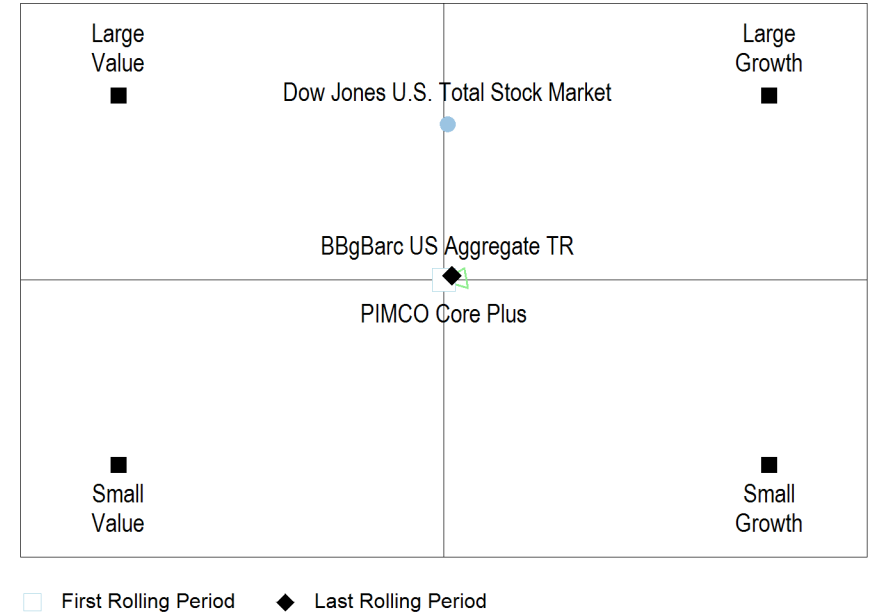 Large
Value
Large
Growth
Dow Jones U.S. Total Stock Market
BBgBarc US Aggregate TR
PIMCO Core Plus
Small
Value
Small
Growth
First Rolling Period
Last Rolling Period